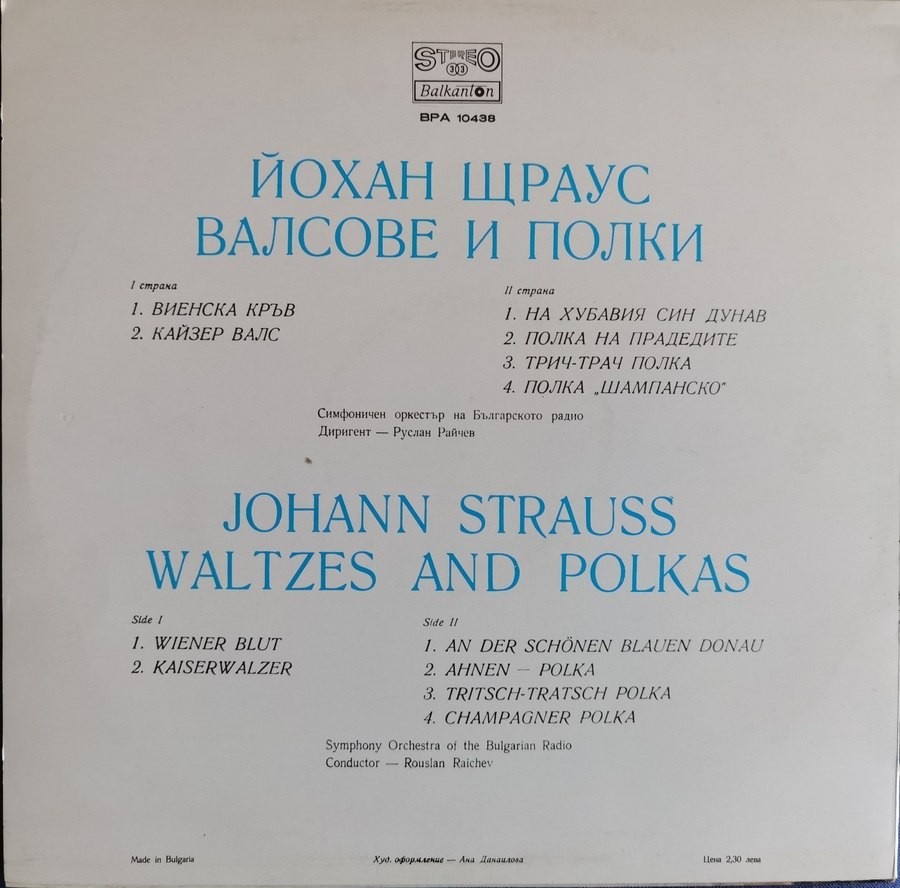 STEREO
303
Balkanton
BPA 10438
ЙОХАН ЩРАУС
ВАЛСОВЕ И ПОЛКИ
I страна
1. ВИЕНСКА КРЪВ
2. КАЙЗЕР ВАЛС
II страна
1. НА ХУБАВИЯ СИН ДУНАВ
2. ПОЛКА НА ПРАДЕДИТЕ
3. ТРИЧ-ТРАЧ ПОЛКА
4. ПОЛКА „ШАМПАНСКО"
Симфоничен оркестър на Българското радио
Диригент — Руслан Райчев
JOHANN STRAUSS
WALTZES AND POLKAS
Side I
1. WIENER BLUT
2. KAISERWALZER
Side II
1. AN DER SCHÖNEN BLAUEN DONAU
2. AHNEN — POLKA
3. TRITSCH-TRATSCH POLKA
4. CHAMPAGNER POLKA
Symphony Orchestra of the Bulgarian Radio
Conductor — Rouslan Raichev
Made in Bulgaria
Худ. оформление — Ана Данаилова
Цена 2,30 лева